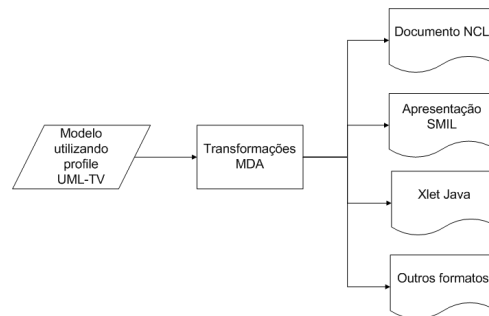 Modelo
utilizando
profile
UML-TV
Transformações
MDA
Documento NCL
Apresentação
SMIL
Xlet Java
Outros formatos